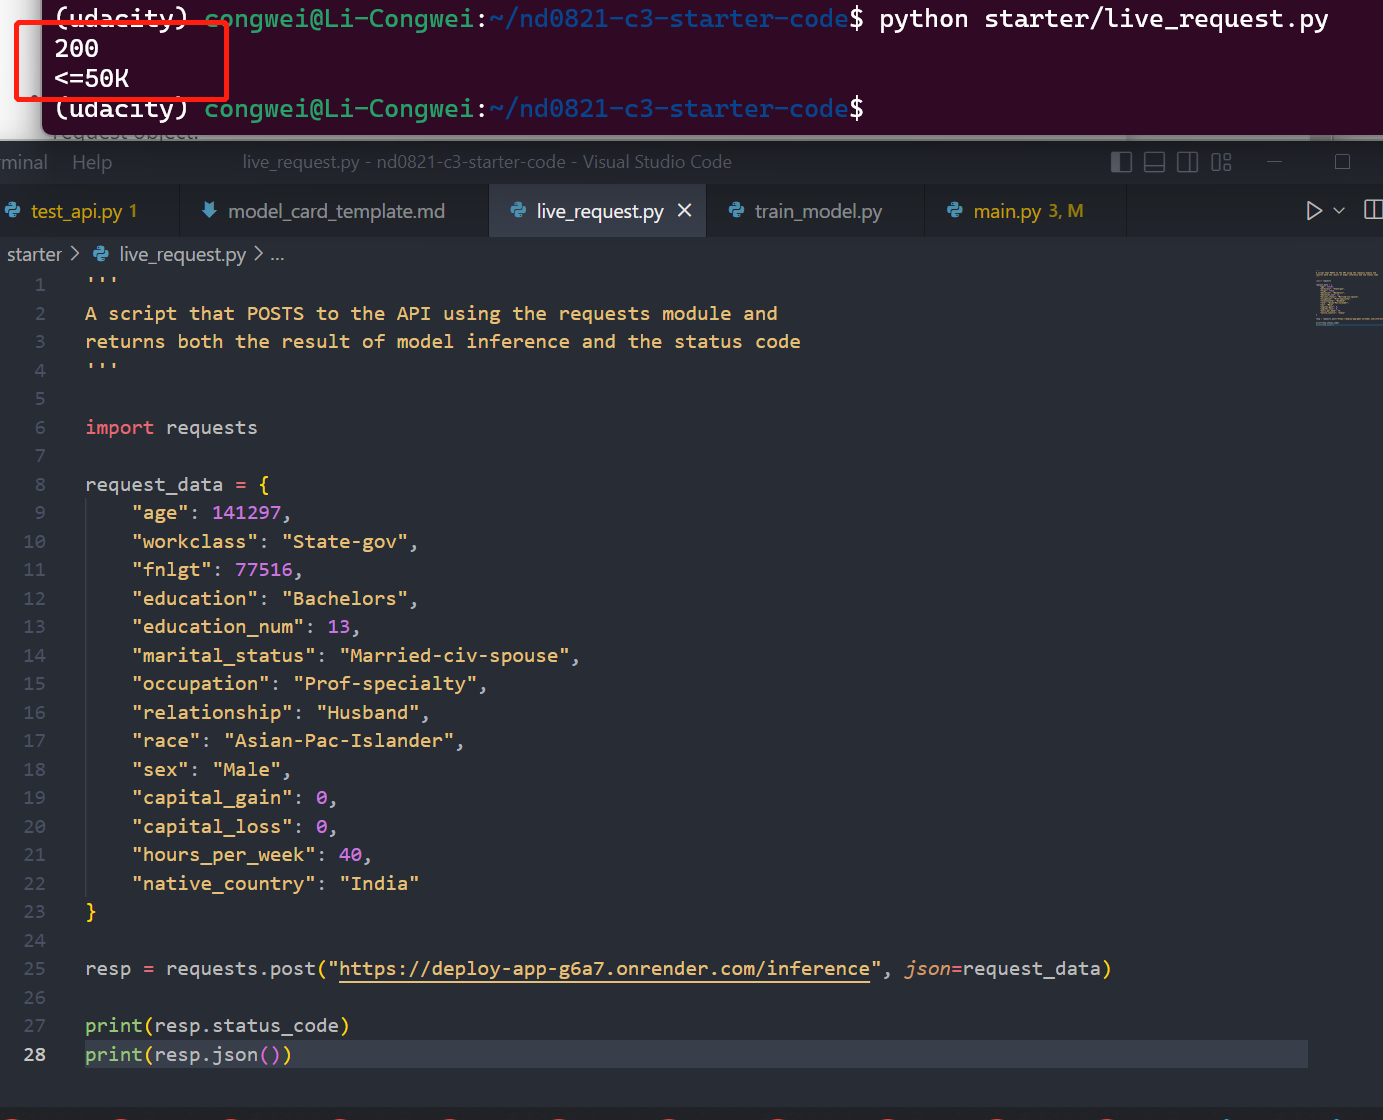 (udacity) congwei@Li-Congwei:~/nd0821-c3-starter-code$ python starter/live_request.py
200
<=50K
(udacity) congwei@Li-Congwei:~/nd0821-c3-starter-code$
request object.
rminal Help live_request.py - nd0821-c3-starter-code - Visual Studio Code
test_api.py 1 model_card_template.md live_request.py train_model.py main.py 3, M
starter > live_request.py > ...
1 '''
2 A script that POSTS to the API using the requests module and
3 returns both the result of model inference and the status code
4 '''
5
6 import requests
7
8 request_data = {
9 "age": 141297,
10 "workclass": "State-gov",
11 "fnlgt": 77516,
12 "education": "Bachelors",
13 "education_num": 13,
14 "marital_status": "Married-civ-spouse",
15 "occupation": "Prof-specialty",
16 "relationship": "Husband",
17 "race": "Asian-Pac-Islander",
18 "sex": "Male",
19 "capital_gain": 0,
20 "capital_loss": 0,
21 "hours_per_week": 40,
22 "native_country": "India"
23 }
24
25 resp = requests.post("https://deploy-app-g6a7.onrender.com/inference", json=request_data)
26
27 print(resp.status_code)
28 print(resp.json())